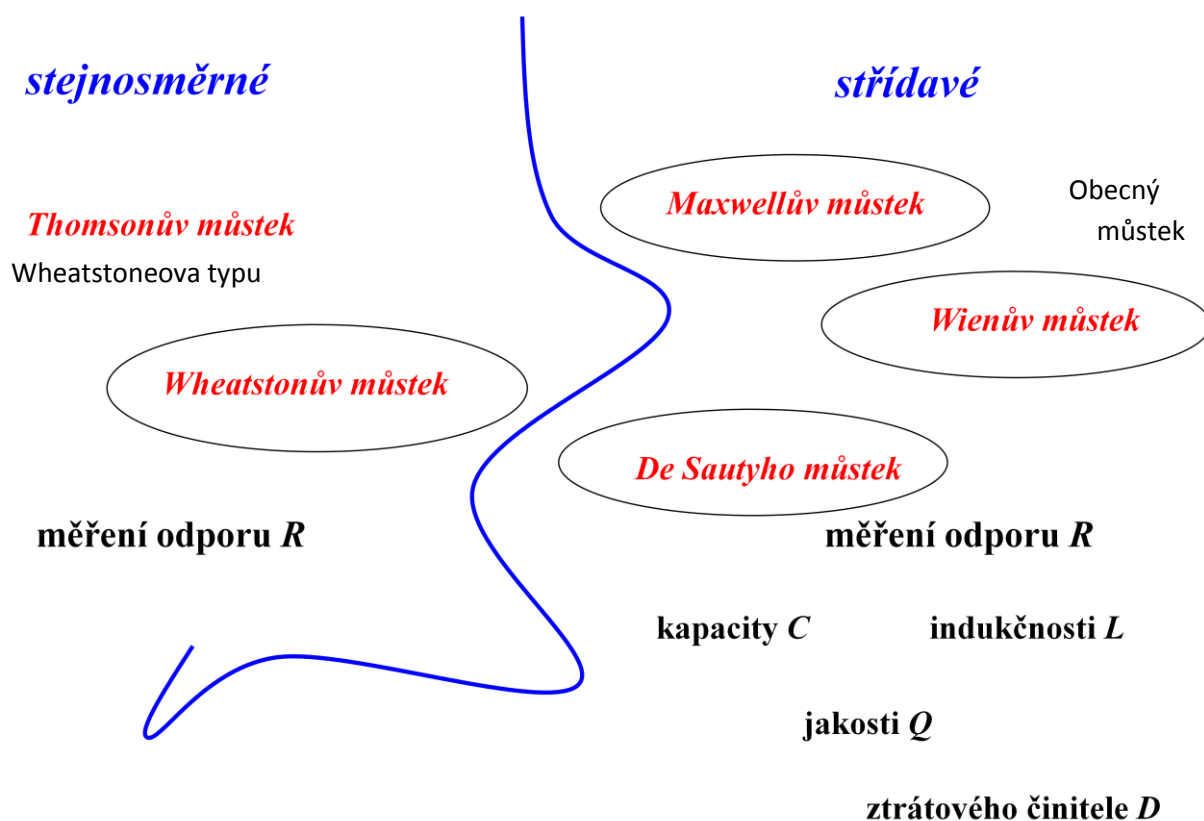 stejnosměrné
Thomsonův můstek
Wheatstoneova typu
Wheatstonův můstek
měření odporu R
střídavé
Maxwellův můstek
Obecný
můstek
Wienův můstek
De Sautyho můstek
měření odporu R
kapacity C
indukčnosti L
jakosti Q
ztrátového činitele D